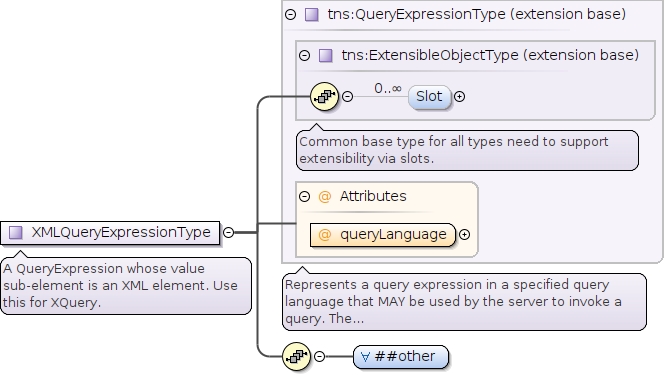 tns:QueryExpressionType (extension base)
tns:ExtensibleObjectType (extension base)
0..∞
Slot
Common base type for all types need to support
extensibility via slots.
@ Attributes
@ queryLanguage
XMLQueryExpressionType
A QueryExpression whose value
sub-element is an XML element. Use
this for XQuery.
Represents a query expression in a specified query
language that MAY be used by the server to invoke a
query. The...
∀ ##other